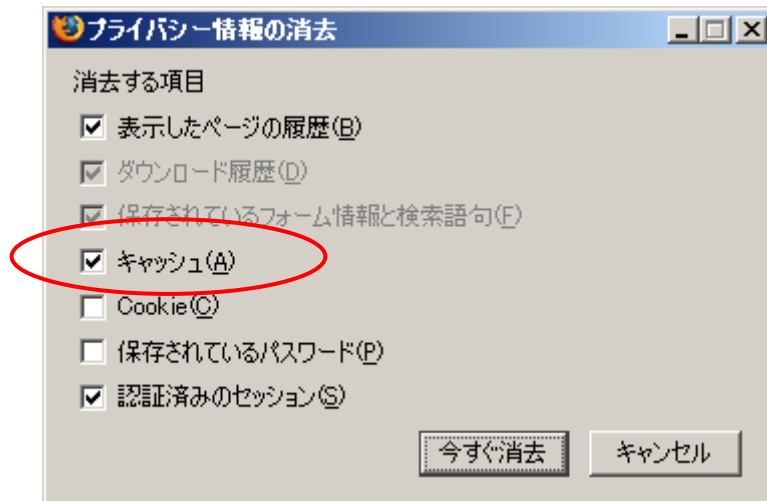 プライバシー情報の消去
消去する項目
表示したページの履歴(B)
ダウンロード履歴(D)
保存されているフォーム情報と検索語句(F)
キャッシュ(A)
Cookie(C)
保存されているパスワード(P)
認証済みのセッション(S)
今すぐ消去 キャンセル